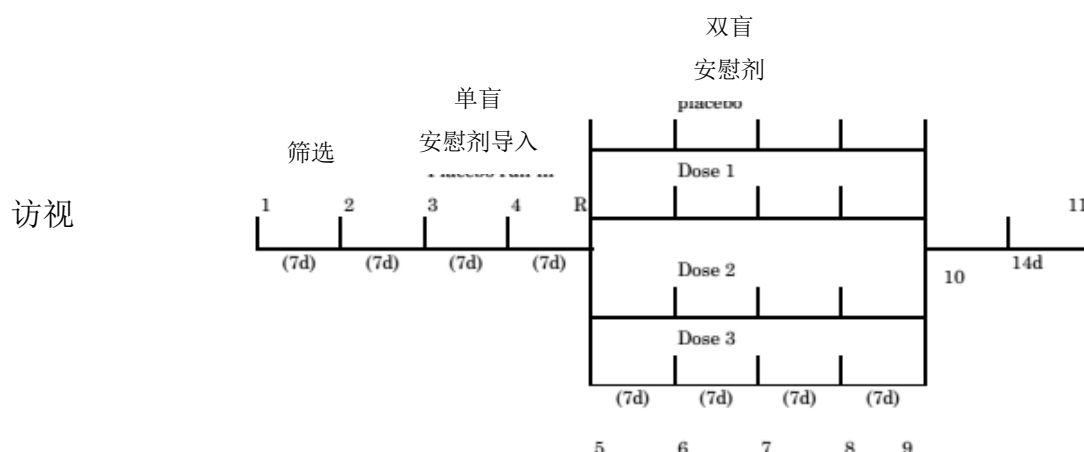 双盲
安慰剂
placebo
单盲
安慰剂导入
筛选
Dose 1
访视
1 2 3 4 R
11
(7d) (7d) (7d) (7d)
Dose 2
10
14d
Dose 3
(7d) (7d) (7d) (7d)
5 6 7 8 9